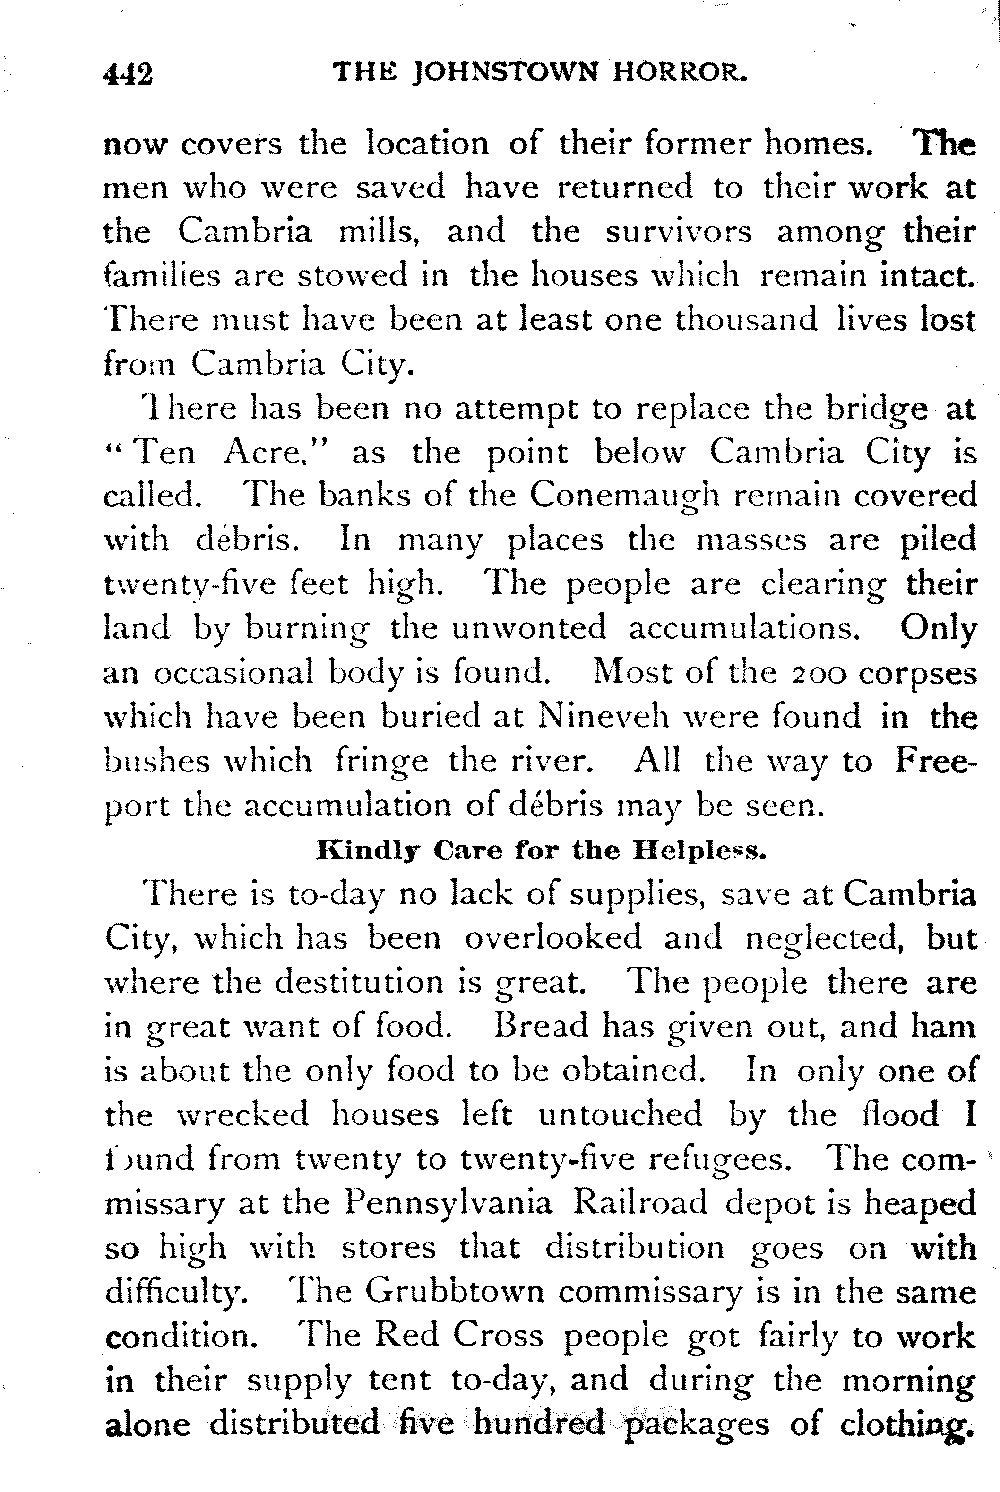 442 THE JOHNSTOWN HORROR.
now covers the location of their former homes. The
men who were saved have returned to their work at
the Cambria mills, and the survivors among their
families are stowed in the houses which remain intact.
There must have been at least one thousand lives lost
from Cambria City.
There has been no attempt to replace the bridge at
“ Ten Acre,” as the point below Cambria City is
called. The banks of the Conemaugh remain covered
with débris. In many places the masses are piled
twenty-five feet high. The people are clearing their
land by burning the unwonted accumulations. Only
an occasional body is found. Most of the 200 corpses
which have been buried at Nineveh were found in the
bushes which fringe the river. All the way to Free-
port the accumulation of débris may be seen.
Kindly Care for the Helpless.
There is to-day no lack of supplies, save at Cambria
City, which has been overlooked and neglected, but
where the destitution is great. The people there are
in great want of food. Bread has given out, and ham
is about the only food to be obtained. In only one of
the wrecked houses left untouched by the flood I
found from twenty to twenty-five refugees. The com-
missary at the Pennsylvania Railroad depot is heaped
so high with stores that distribution goes on with
difficulty. The Grubbtown commissary is in the same
condition. The Red Cross people got fairly to work
in their supply tent to-day, and during the morning
alone distributed five hundred packages of clothing.